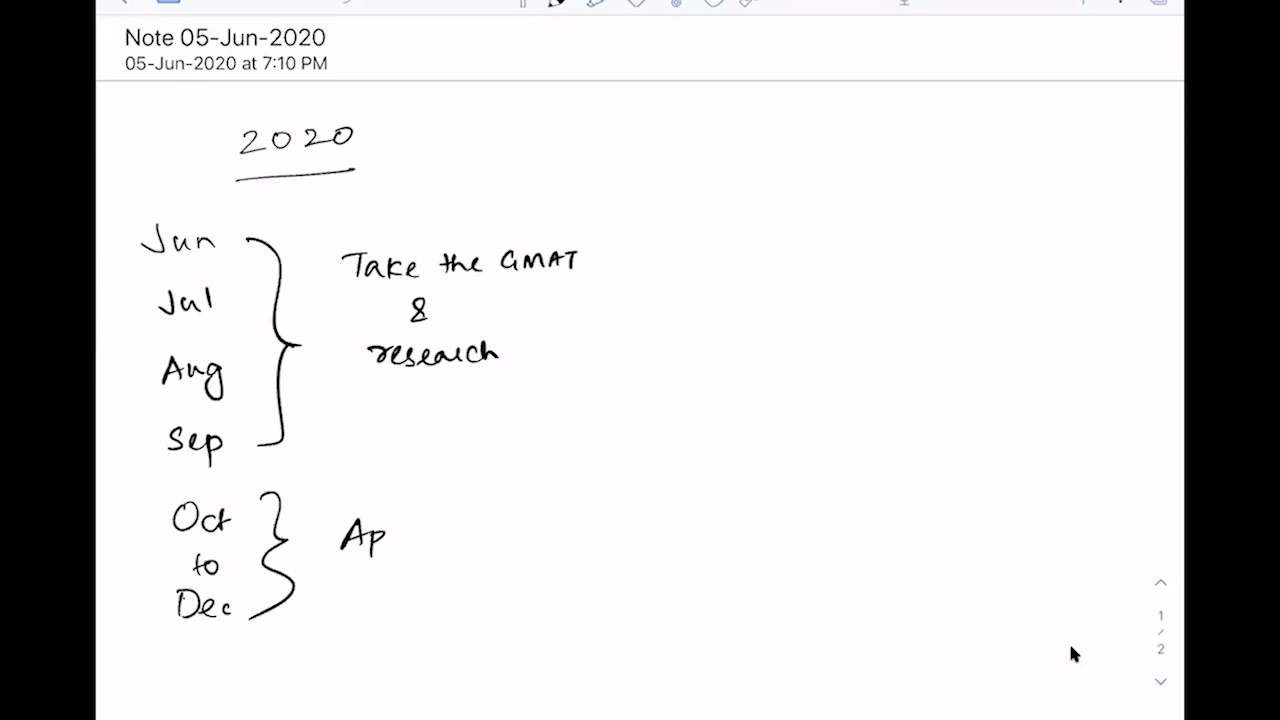 Note 05-Jun-2020
05-Jun-2020 at 7:10 PM
2020
Jun
Jul
Aug
Sep
Take the GMAT
&
research
Oct
to
Dec
Ap
1
/
2